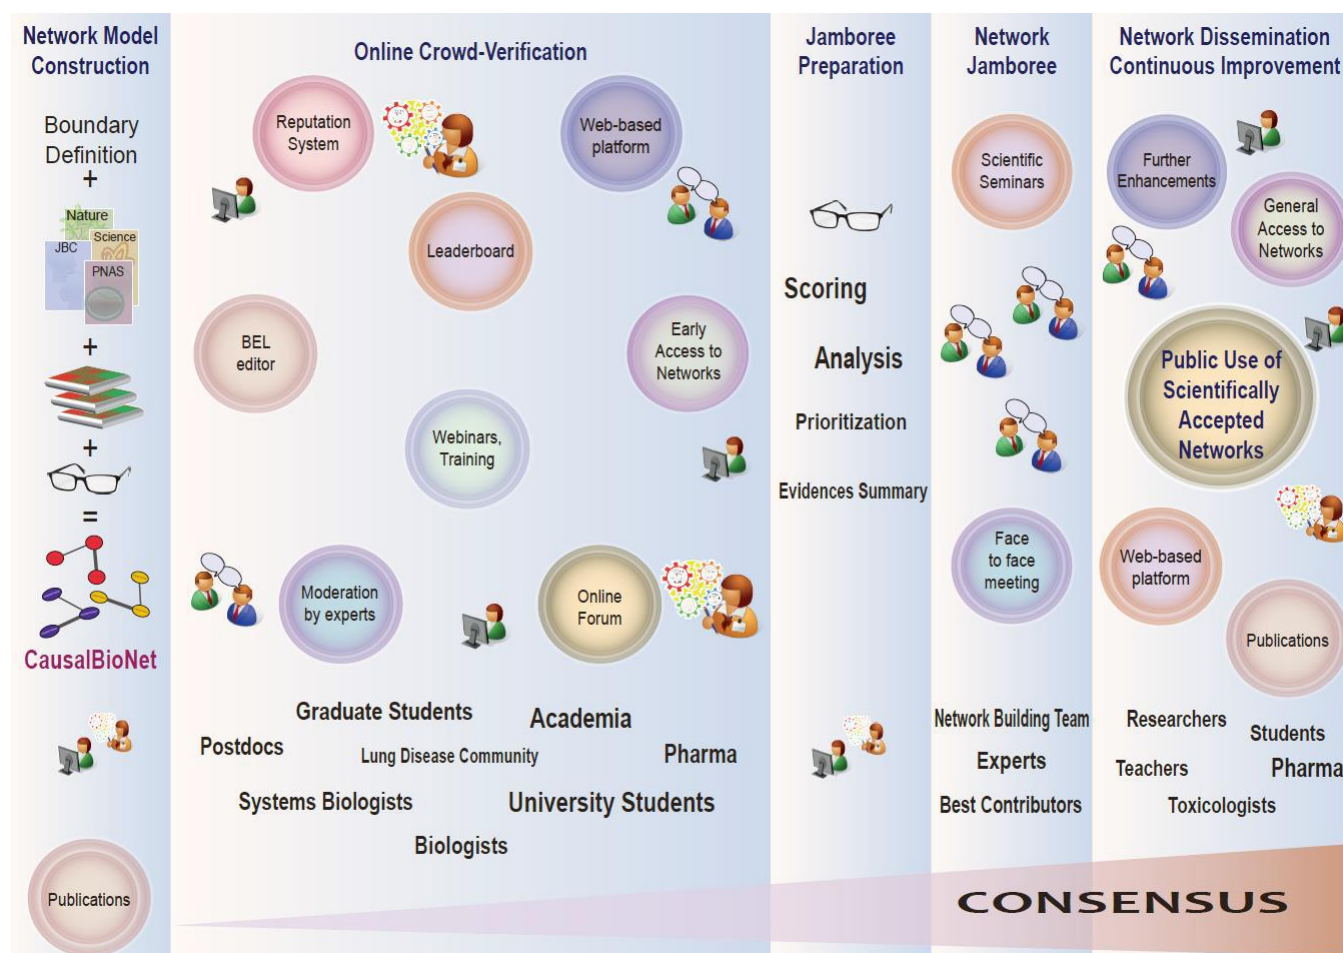 Network Model
Construction
Boundary
Definition
+
Nature
JBC
Science
PNAS
+
+
=
CausalBioNet
Publications
Online Crowd-Verification
Reputation
System
Web-based
platform
Leaderboard
BEL
editor
Early
Access to
Networks
Webinars,
Training
Moderation
by experts
Online
Forum
Graduate Students
Academia
Postdocs
Lung Disease Community
Pharma
Systems Biologists
University Students
Biologists
Jamboree
Preparation
Scoring
Analysis
Prioritization
Evidences Summary
Network
Jamboree
Scientific
Seminars
Face
to face
meeting
Network Building Team
Experts
Best Contributors
Network Dissemination
Continuous Improvement
Further
Enhancements
General
Access to
Networks
Public Use of
Scientifically
Accepted
Networks
Web-based
platform
Publications
Researchers
Students
Teachers
Pharma
Toxicologists
CONSENSUS